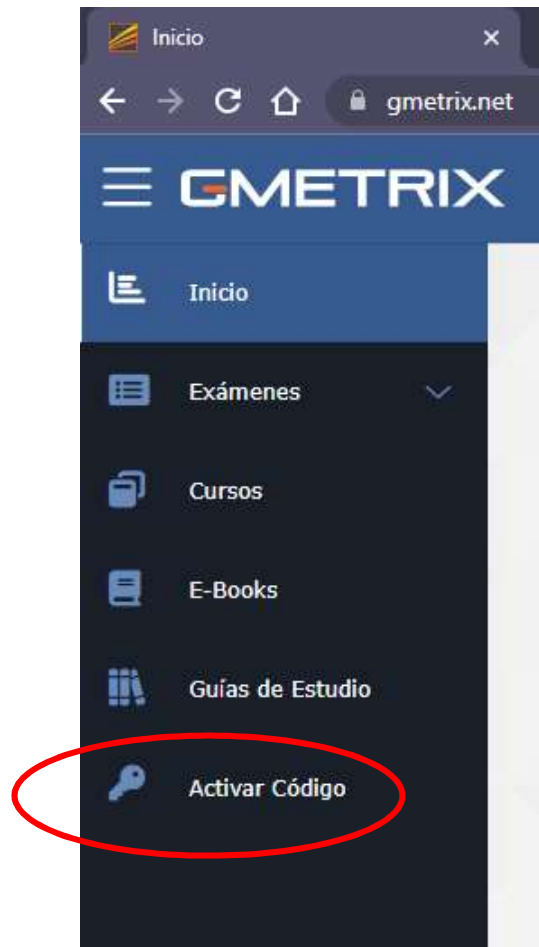 Inicio
gmetrix.net
GMETRIX
Inicio
Exámenes
Cursos
E-Books
Guías de Estudio
Activar Código